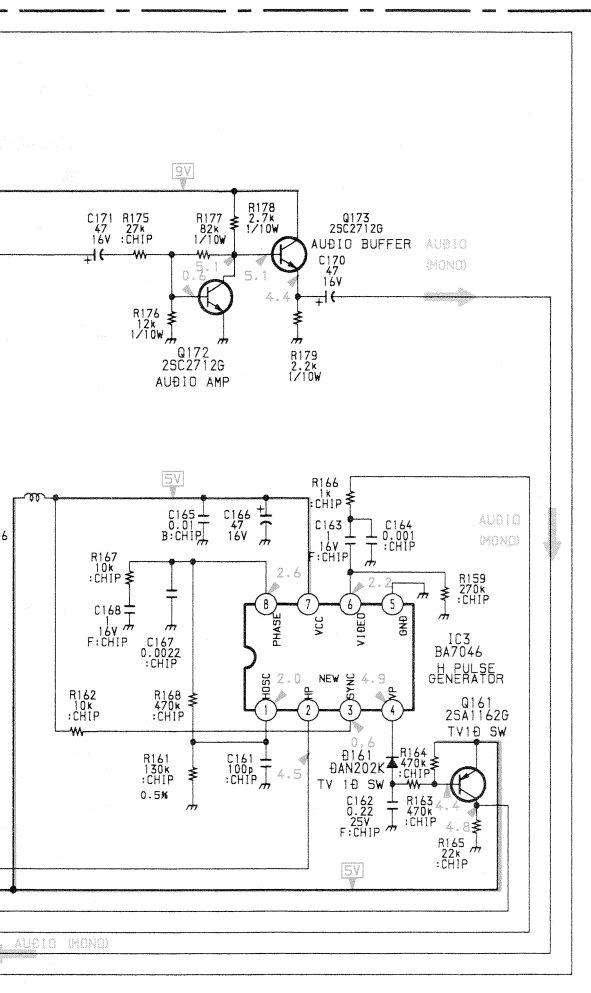 9V
C171
47
16V
R175
27k
:CHIP
R177
82k
1/10W
R178
2.7k
1/10W
Q173
2SC2712G
AUDIO BUFFER
AUDIO
(MONO)
C170
47
16V
+
5.1
0.6
5.1
4.4
+
R176
12k
1/10W
Q172
2SC2712G
AUDIO AMP
R179
2.2k
1/10W
5V
R166
1k
:CHIP
C165
0.01
B:CHIP
C166
47
16V
+
C163
1
16V
F:CHIP
C164
0.001
:CHIP
AUDIO
(MONO)
6
R167
10k
:CHIP
2.6
2.2
R159
270k
:CHIP
C168
1
16V
F:CHIP
C167
0.0022
:CHIP
8
7
6
5
PHASE
VCC
VIDEO
GND
IC3
BA7046
H PULSE
GENERATOR
NEW
HOSC
HP
SYNC
VP
2.0
4.9
1
2
3
4
R162
10k
:CHIP
R168
470k
:CHIP
Q161
2SA1162G
TV1D SW
0.6
R161
130k
:CHIP
0.5%
C161
100p
:CHIP
4.5
D161
DAN202K
TV ID SW
R164
470k
:CHIP
C162
0.22
25V
F:CHIP
R163
470k
:CHIP
4.4
4.8
R165
22k
:CHIP
5V
AUDIO (MONO)